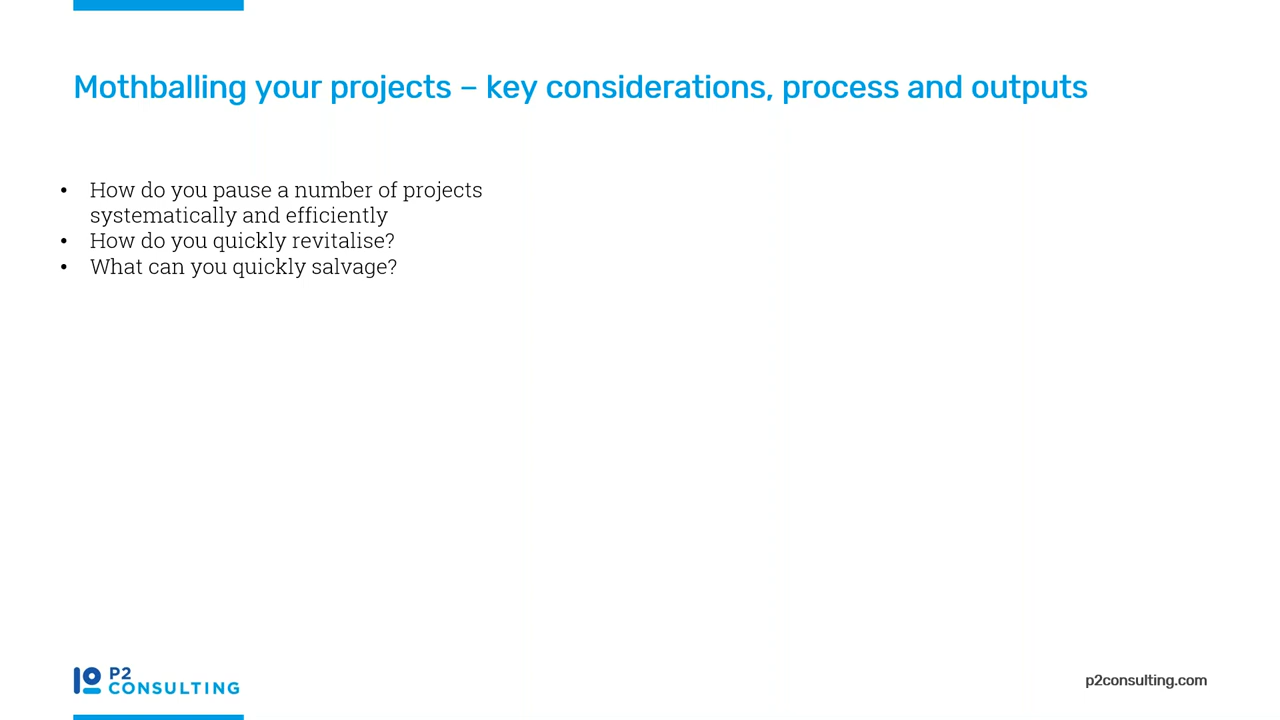 Mothballing your projects – key considerations, process and outputs
• How do you pause a number of projects
systematically and efficiently
• How do you quickly revitalise?
• What can you quickly salvage?
P2
CONSULTING
p2consulting.com